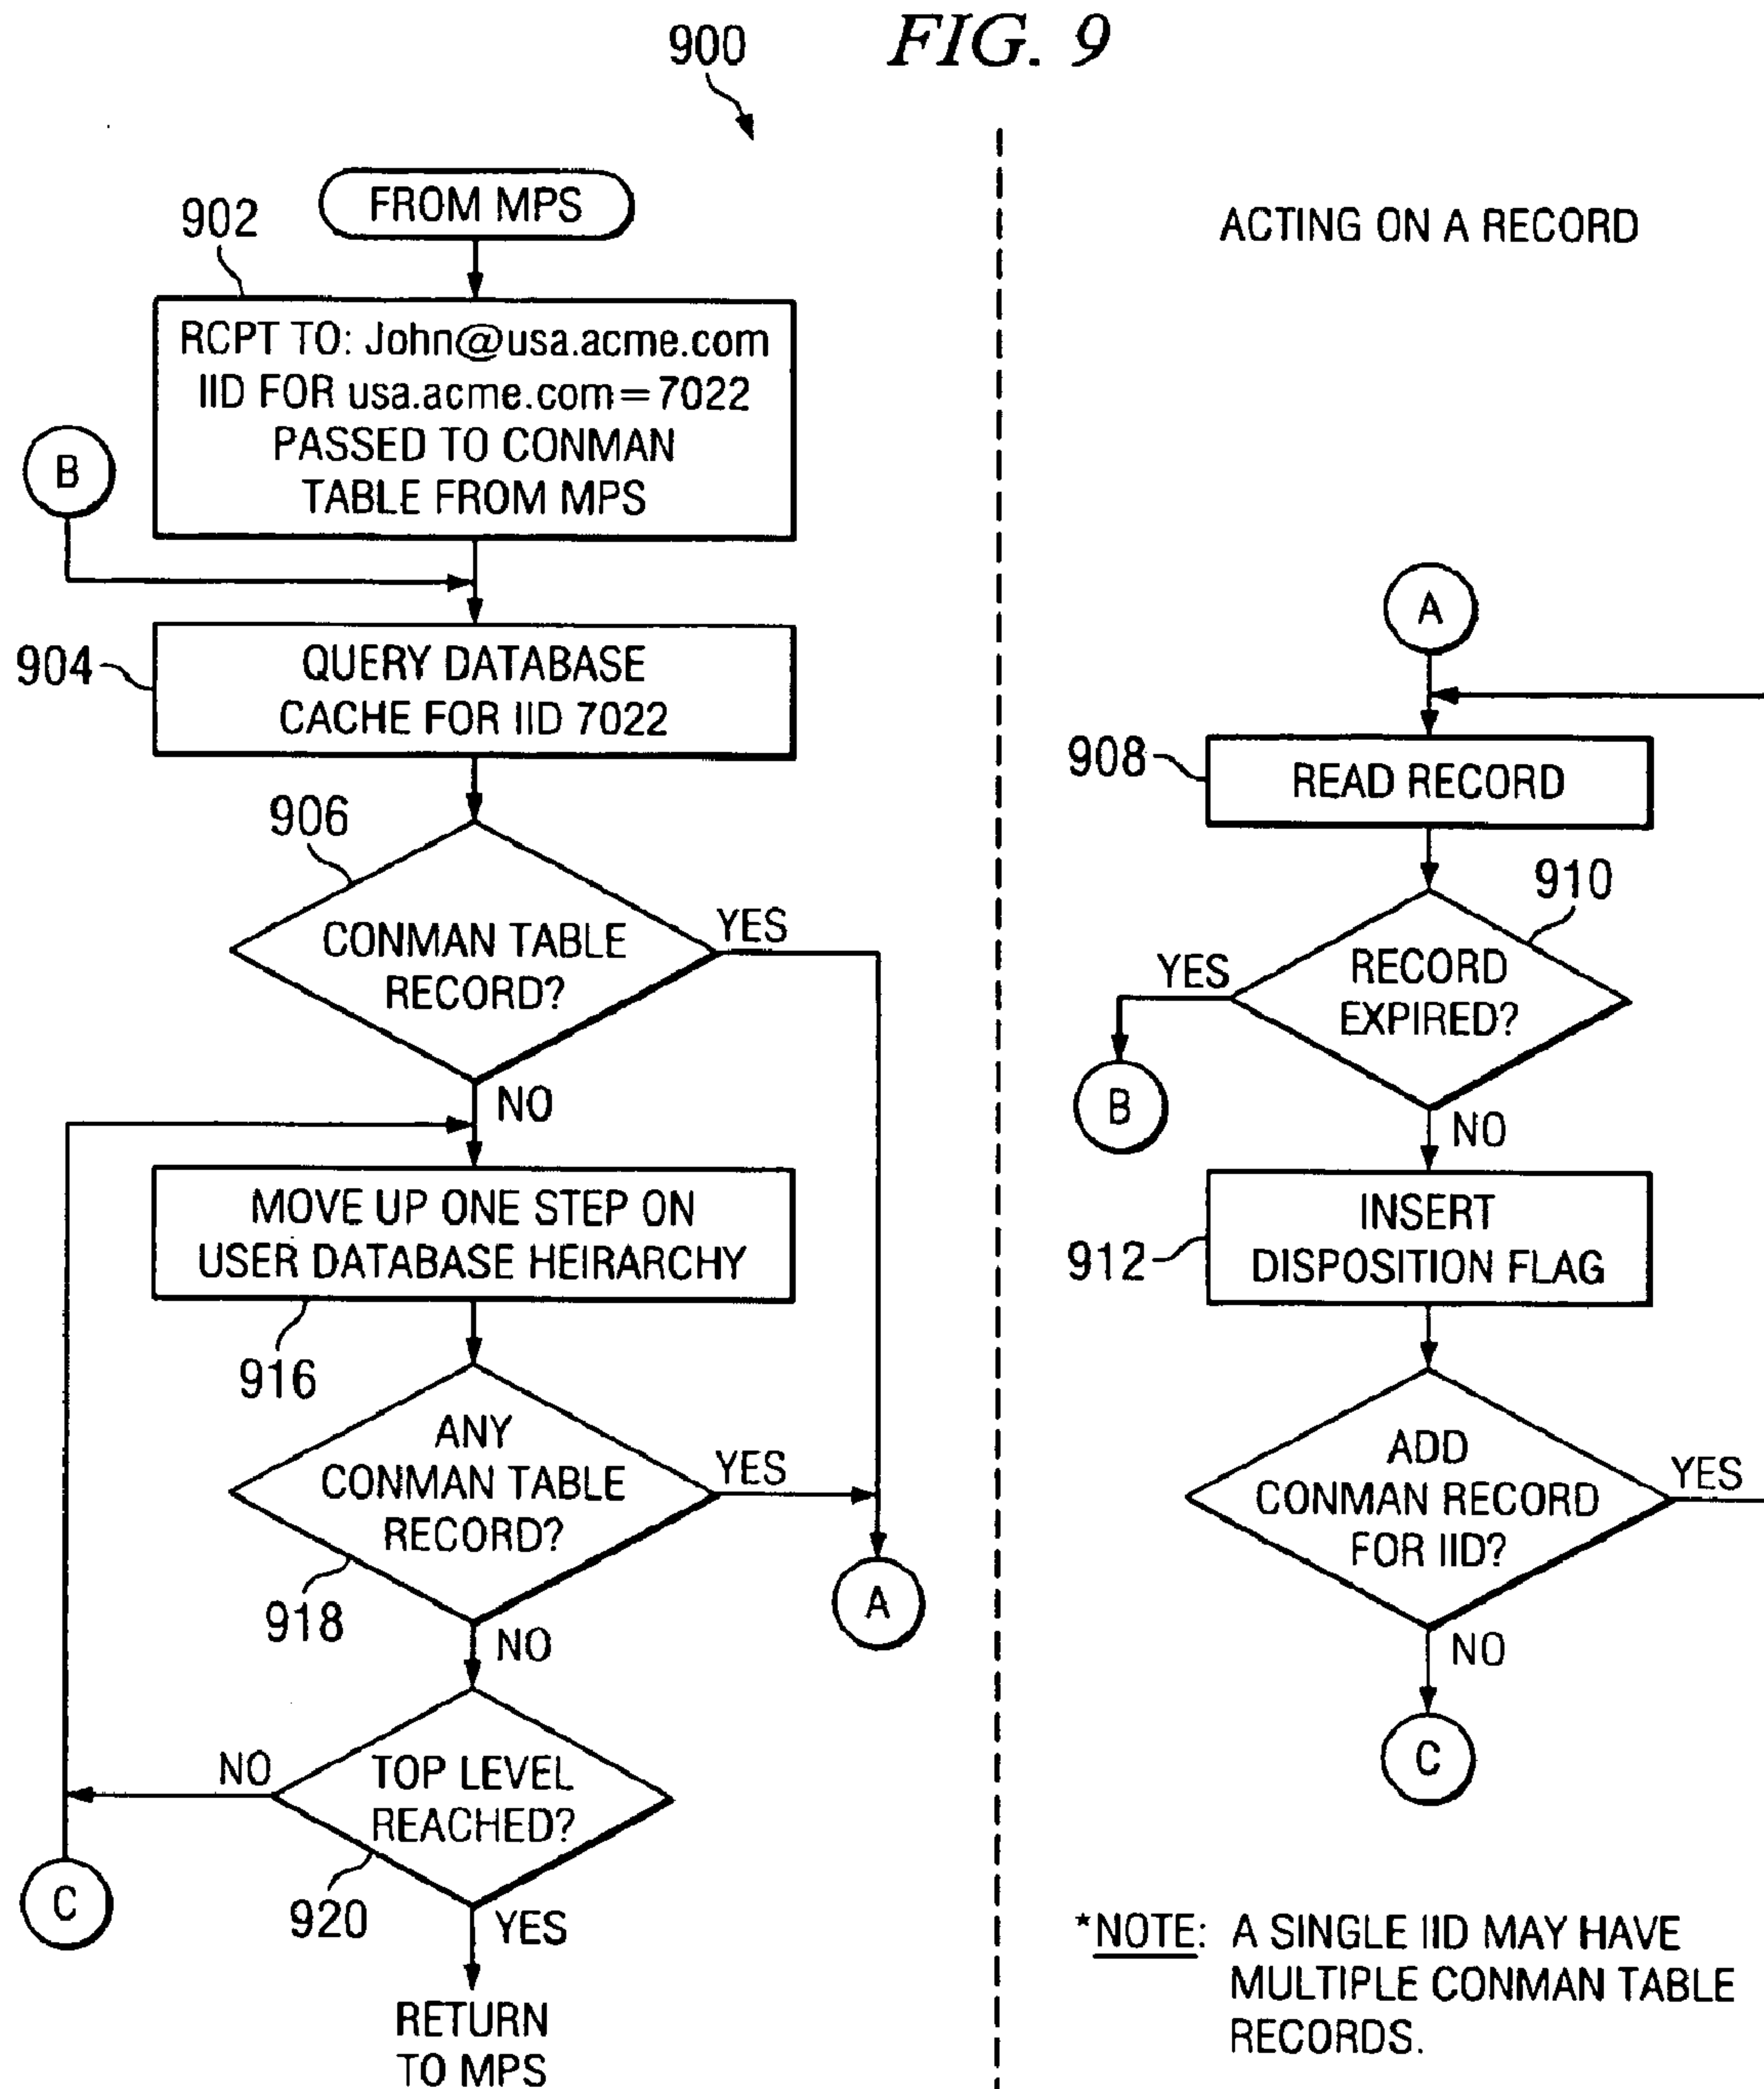 FIG. 9
900
FROM MPS
902
RCPT TO: John@usa.acme.com
IID FOR usa.acme.com=7022
PASSED TO CONMAN
TABLE FROM MPS
B
904
QUERY DATABASE
CACHE FOR IID 7022
906
CONMAN TABLE
RECORD?
YES
NO
MOVE UP ONE STEP ON
USER DATABASE HEIRARCHY
916
ANY
CONMAN TABLE
RECORD?
YES
918
NO
A
TOP LEVEL
REACHED?
NO
920
YES
C
RETURN
TO MPS
ACTING ON A RECORD
A
908
READ RECORD
910
RECORD
EXPIRED?
YES
B
NO
912
INSERT
DISPOSITION FLAG
ADD
CONMAN RECORD
FOR IID?
YES
NO
C
*NOTE: A SINGLE IID MAY HAVE
MULTIPLE CONMAN TABLE
RECORDS.